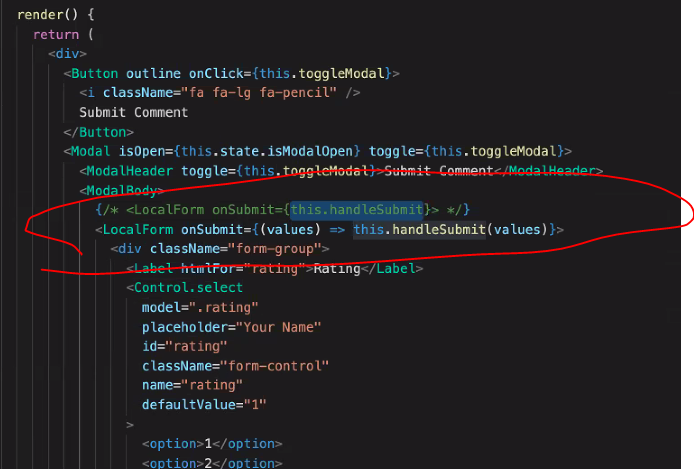 render() {
return (
<div>
<Button outline onClick={this.toggleModal}>
<i className="fa fa-lg fa-pencil" />
Submit Comment
</Button>
<Modal isOpen={this.state.isModalOpen} toggle={this.toggleModal}>
<ModalHeader toggle={this.toggleModal}>Submit Comment</ModalHeader>
<ModalBody>
{/* <LocalForm onSubmit={this.handleSubmit}> */}
<LocalForm onSubmit={(values) => this.handleSubmit(values)}>
<div className="form-group">
<Label htmlFor="rating">Rating</Label>
<Control.select
model=".rating"
placeholder="Your Name"
id="rating"
className="form-control"
name="rating"
defaultValue="1"
>
<option>1</option>
<option>2</option>